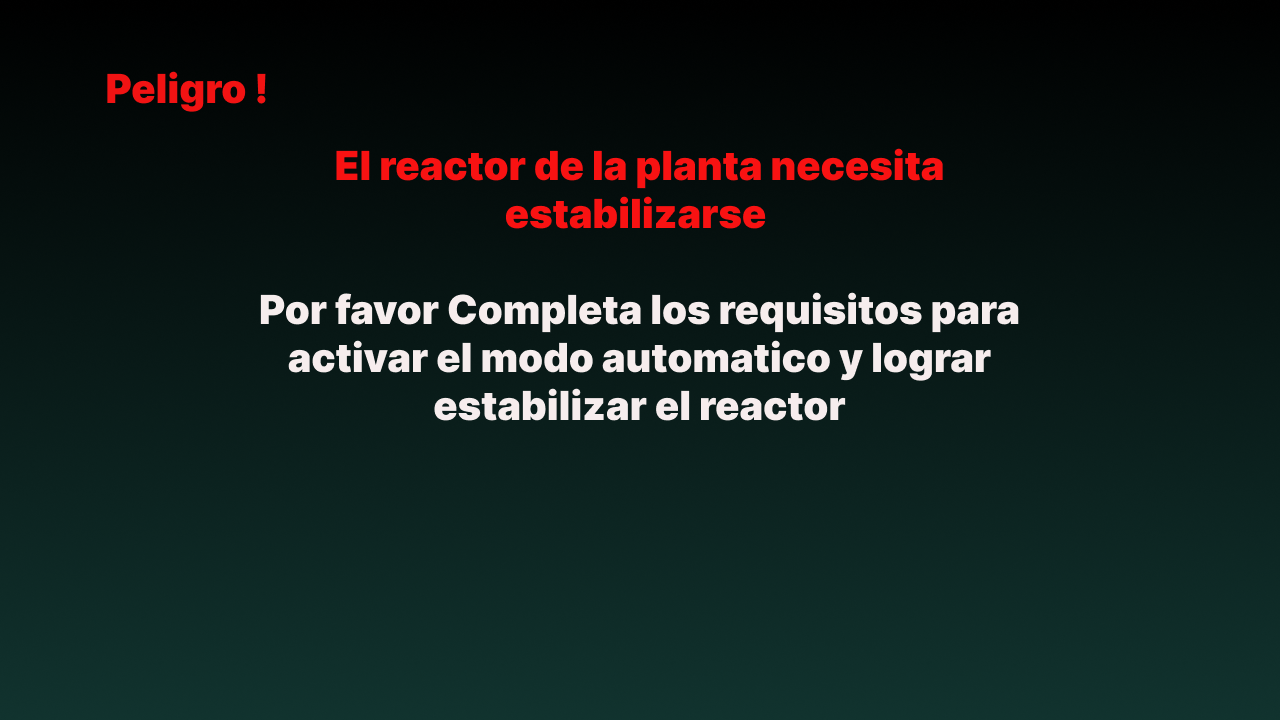 Peligro !
El reactor de la planta necesita
estabilizarse
Por favor Completa los requisitos para
activar el modo automatico y lograr
estabilizar el reactor